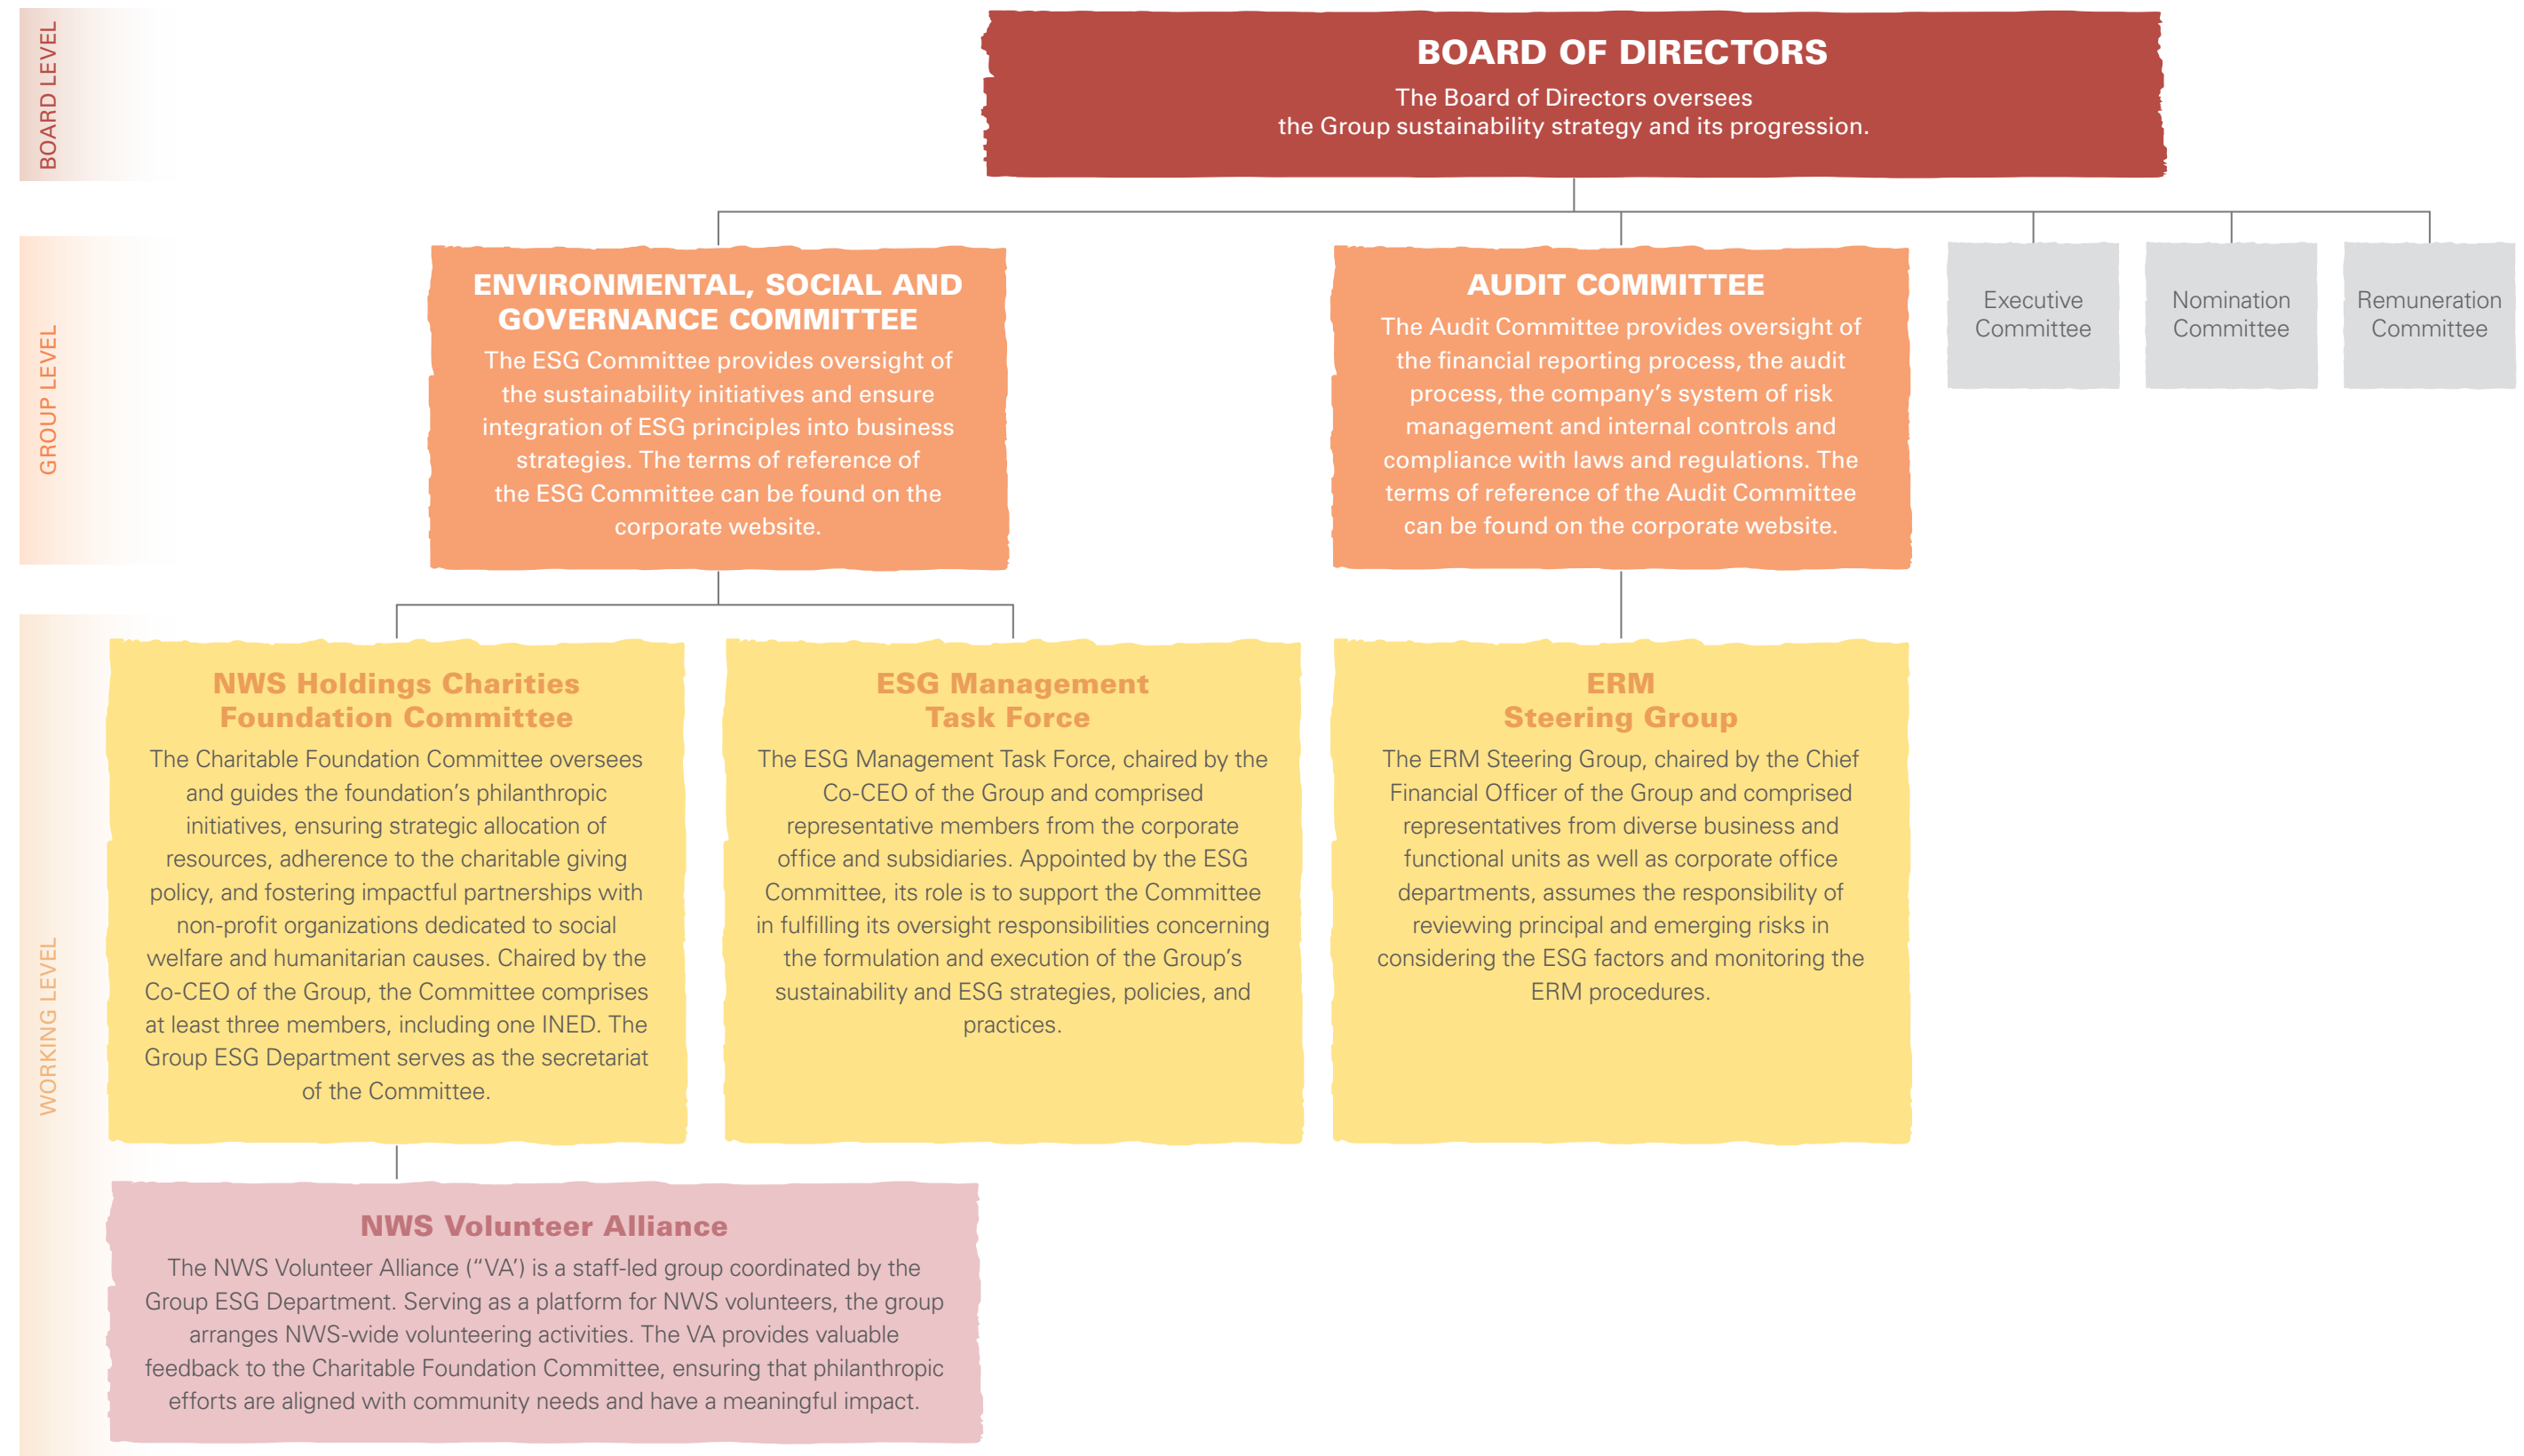 BOARD LEVEL
BOARD OF DIRECTORS
The Board of Directors oversees
the Group sustainability strategy and its progression.
GROUP LEVEL
ENVIRONMENTAL, SOCIAL AND
GOVERNANCE COMMITTEE
The ESG Committee provides oversight of
the sustainability initiatives and ensure
integration of ESG principles into business
strategies. The terms of reference of
the ESG Committee can be found on the
corporate website.
AUDIT COMMITTEE
The Audit Committee provides oversight of
the financial reporting process, the audit
process, the company's system of risk
management and internal controls and
compliance with laws and regulations. The
terms of reference of the Audit Committee
can be found on the corporate website.
Executive
Committee
Nomination
Committee
Remuneration
Committee
WORKING LEVEL
NWS Holdings Charities
Foundation Committee
The Charitable Foundation Committee oversees
and guides the foundation's philanthropic
initiatives, ensuring strategic allocation of
resources, adherence to the charitable giving
policy, and fostering impactful partnerships with
non-profit organizations dedicated to social
welfare and humanitarian causes. Chaired by the
Co-CEO of the Group, the Committee comprises
at least three members, including one INED. The
Group ESG Department serves as the secretariat
of the Committee.
ESG Management
Task Force
The ESG Management Task Force, chaired by the
Co-CEO of the Group and comprised
representative members from the corporate
office and subsidiaries. Appointed by the ESG
Committee, its role is to support the Committee
in fulfilling its oversight responsibilities concerning
the formulation and execution of the Group's
sustainability and ESG strategies, policies, and
practices.
ERM
Steering Group
The ERM Steering Group, chaired by the Chief
Financial Officer of the Group and comprised
representatives from diverse business and
functional units as well as corporate office
departments, assumes the responsibility of
reviewing principal and emerging risks in
considering the ESG factors and monitoring the
ERM procedures.
NWS Volunteer Alliance
The NWS Volunteer Alliance ("VA') is a staff-led group coordinated by the
Group ESG Department. Serving as a platform for NWS volunteers, the group
arranges NWS-wide volunteering activities. The VA provides valuable
feedback to the Charitable Foundation Committee, ensuring that philanthropic
efforts are aligned with community needs and have a meaningful impact.